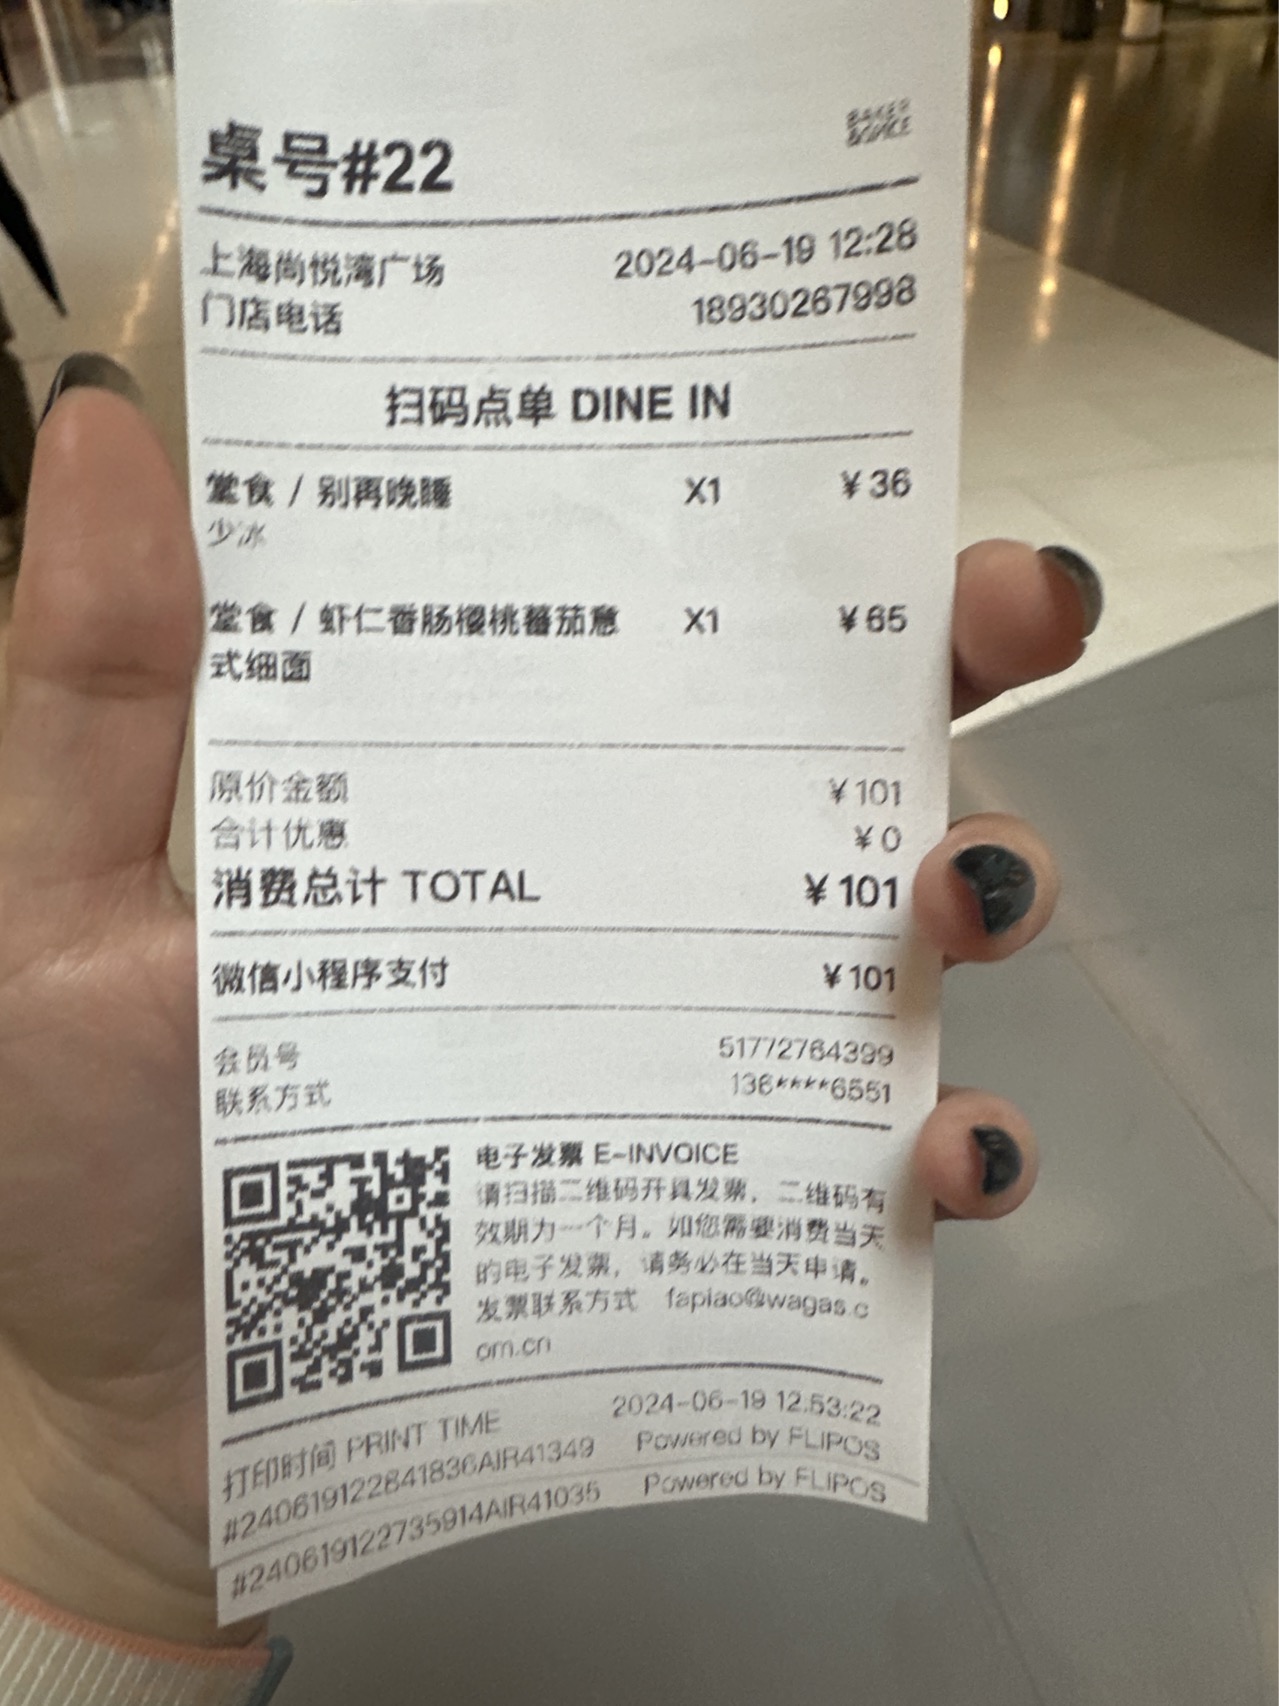 BAKER
&SPICE
桌号#22
上海尚悦湾广场 2024-06-19 12:28
门店电话 18930267998
扫码点单 DINE IN
堂食 / 别再晚睡 X1 ￥36
少冰
堂食 / 虾仁香肠樱桃蕃茄意 X1 ￥65
式细面
原价金额 ￥101
合计优惠 ￥0
消费总计 TOTAL ￥101
微信小程序支付 ￥101
会员号 51772764399
联系方式 136****6551
电子发票 E-INVOICE
请扫描二维码开具发票，二维码有
效期为一个月。如您需要消费当天
的电子发票，请务必在当天申请。
发票联系方式 fapiao@wagas.c
om.cn
打印时间 PRINT TIME 2024-06-19 12:53:22
#240619122841836AIR41349 Powered by FLIPOS
#240619122735914AIR41035 Powered by FLIPOS